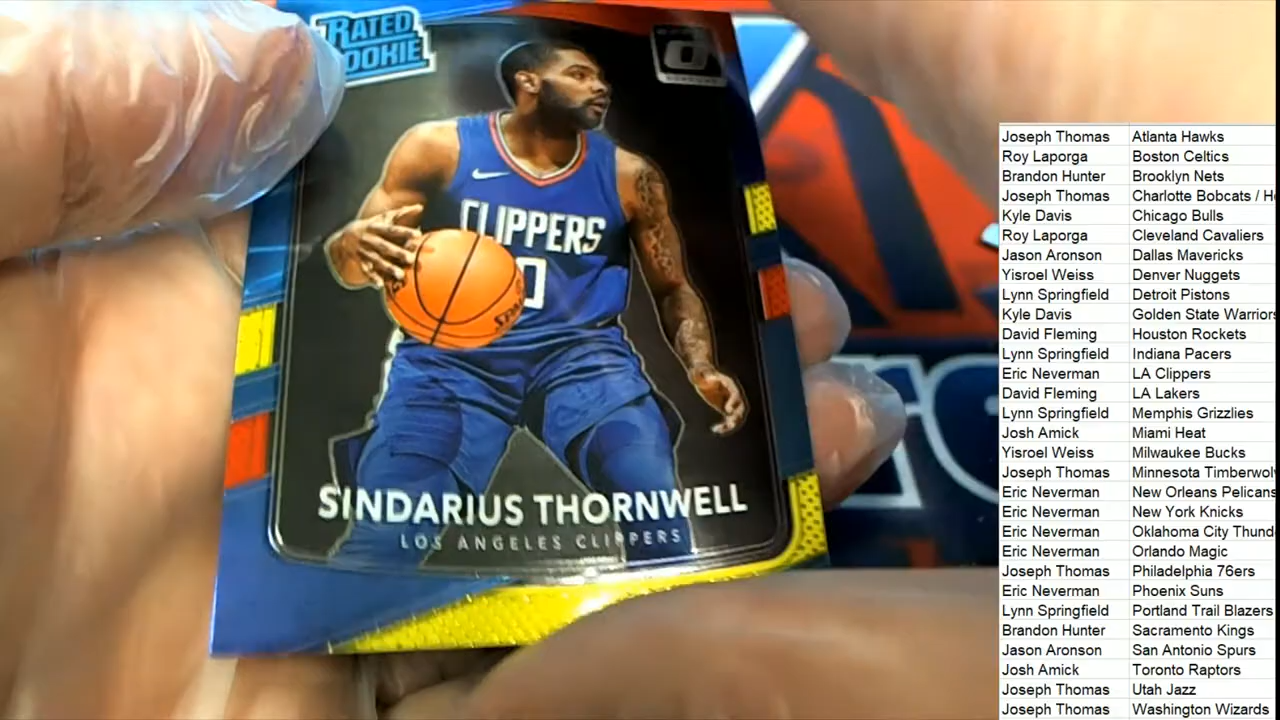 RATED
ROOKIE
CLIPPERS
0
SINDARIUS THORNWELL
LOS ANGELES CLIPPERS
Joseph Thomas Atlanta Hawks
Roy Laporga Boston Celtics
Brandon Hunter Brooklyn Nets
Joseph Thomas Charlotte Bobcats / H
Kyle Davis Chicago Bulls
Roy Laporga Cleveland Cavaliers
Jason Aronson Dallas Mavericks
Yisroel Weiss Denver Nuggets
Lynn Springfield Detroit Pistons
Kyle Davis Golden State Warriors
David Fleming Houston Rockets
Lynn Springfield Indiana Pacers
Eric Neverman LA Clippers
David Fleming LA Lakers
Lynn Springfield Memphis Grizzlies
Josh Amick Miami Heat
Yisroel Weiss Milwaukee Bucks
Joseph Thomas Minnesota Timberwol
Eric Neverman New Orleans Pelicans
Eric Neverman New York Knicks
Eric Neverman Oklahoma City Thund
Eric Neverman Orlando Magic
Joseph Thomas Philadelphia 76ers
Eric Neverman Phoenix Suns
Lynn Springfield Portland Trail Blazers
Brandon Hunter Sacramento Kings
Jason Aronson San Antonio Spurs
Josh Amick Toronto Raptors
Joseph Thomas Utah Jazz
Joseph Thomas Washington Wizards